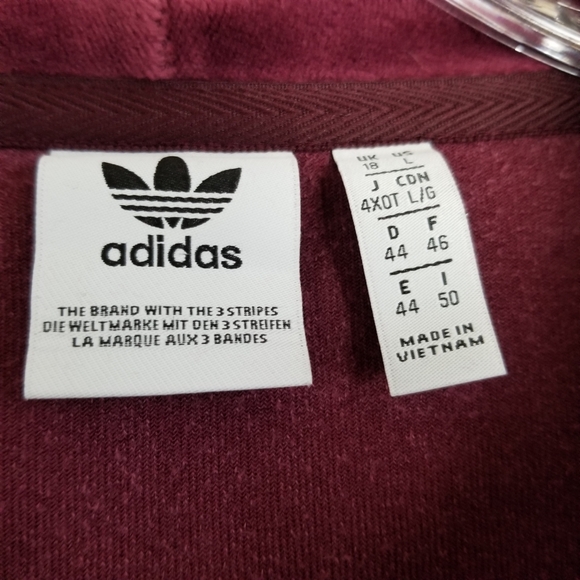 adidas
THE BRAND WITH THE 3 STRIPES
DIE WELTMARKE MIT DEN 3 STREIFEN
LA MARQUE AUX 3 BANDES
UK US
18 L
J CDN
4XOT L/G
D F
44 46
E I
44 50
MADE IN
VIETNAM